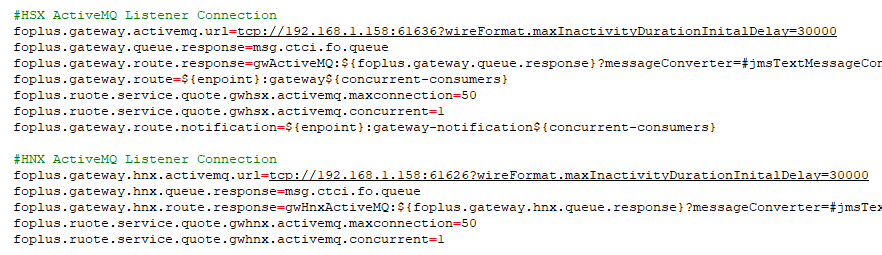 #HSX ActiveMQ Listener Connection
foplus.gateway.activemq.url=tcp://192.168.1.158:61636?wireFormat.maxInactivityDurationInitalDelay=30000
foplus.gateway.queue.response=msg.ctci.fo.queue
foplus.gateway.route.response=gwActiveMQ:${foplus.gateway.queue.response}?messageConverter=#jmsTextMessageCon
foplus.gateway.route=${enpoint}:gateway${concurrent-consumers}
foplus.ruote.service.quote.gwhsx.activemq.maxconnection=50
foplus.ruote.service.quote.gwhsx.activemq.concurrent=1
foplus.gateway.route.notification=${enpoint}:gateway-notification${concurrent-consumers}
#HNX ActiveMQ Listener Connection
foplus.gateway.hnx.activemq.url=tcp://192.168.1.158:61626?wireFormat.maxInactivityDurationInitalDelay=30000
foplus.gateway.hnx.queue.response=msg.ctci.fo.queue
foplus.gateway.hnx.route.response=gwHnxActiveMQ:${foplus.gateway.hnx.queue.response}?messageConverter=#jmsTex
foplus.ruote.service.quote.gwhnx.activemq.maxconnection=50
foplus.ruote.service.quote.gwhnx.activemq.concurrent=1